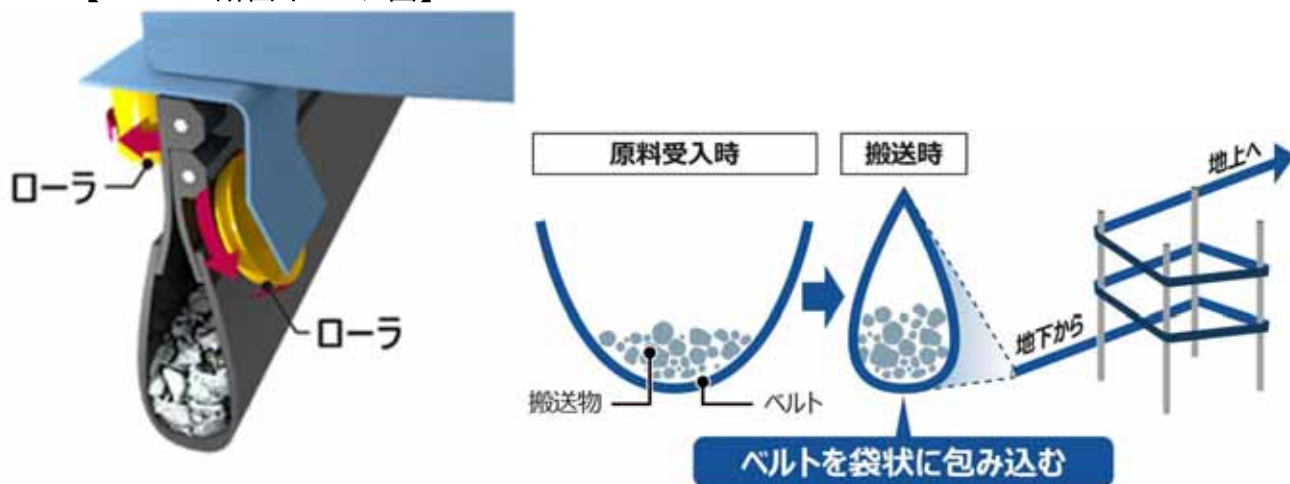 ローラ
ローラ
原料受入時
搬送時
搬送物
ベルト
地上へ
地下から
ベルトを袋状に包み込む